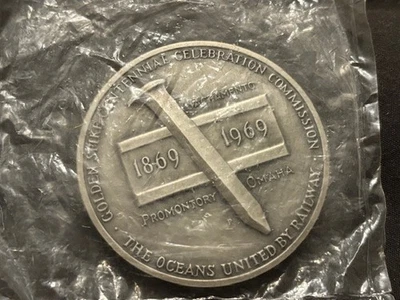 GOLDEN SPIKE CENTENNIAL CELEBRATION COMMISSION
SACRAMENTO
1869 1969
PROMONTORY OMAHA
· THE OCEANS UNITED BY RAILWAY ·